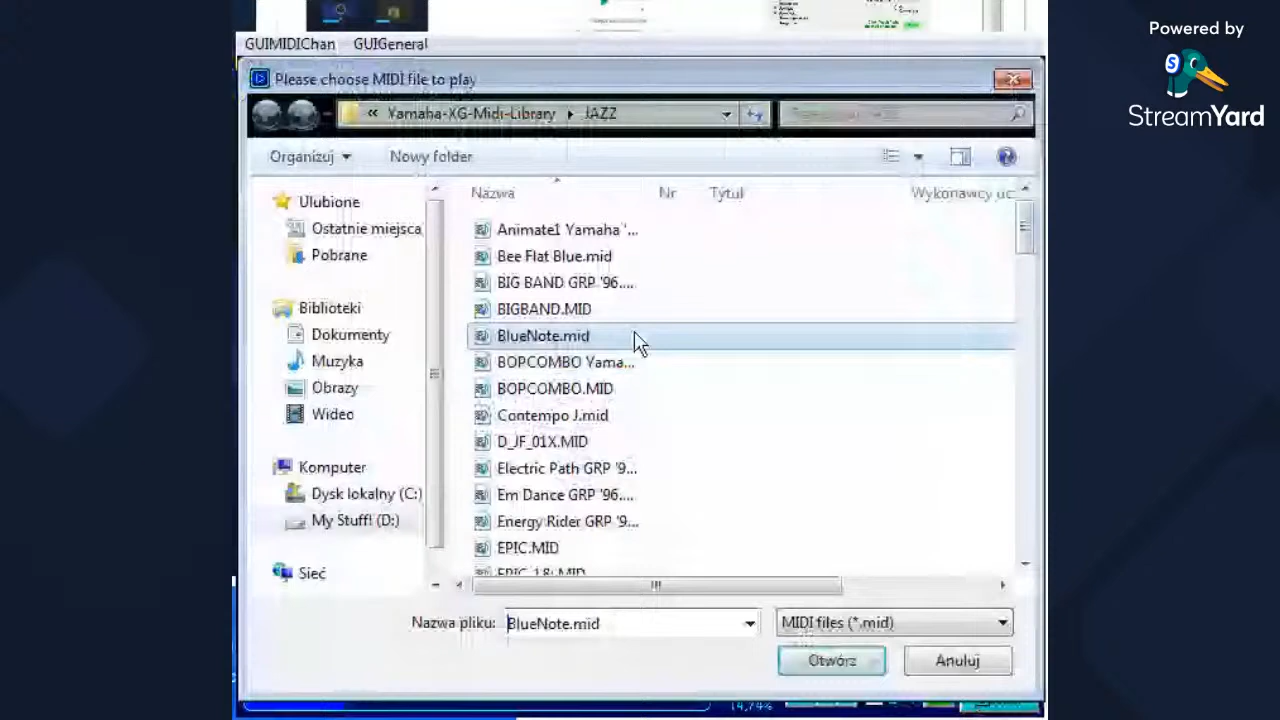 Powered by
StreamYard
GUIMIDIChan GUIGeneral
Please choose MIDI file to play
« Yamaha-XG-Midi-Library JAZZ
Organizuj Nowy folder
Nazwa Nr Tytuł Wykonawcy uc
Ulubione
Ostatnie miejsca
Pobrane
Biblioteki
Dokumenty
Muzyka
Obrazy
Wideo
Komputer
Dysk lokalny (C:)
My Stuff! (D:)
Sieć
Animate1 Yamaha '...
Bee Flat Blue.mid
BIG BAND GRP '96....
BIGBAND.MID
BlueNote.mid
BOPCOMBO Yama...
BOPCOMBO.MID
Contempo J.mid
D_JF_01X.MID
Electric Path GRP '9...
Em Dance GRP '96....
Energy Rider GRP '9...
EPIC.MID
Nazwa pliku: BlueNote.mid MIDI files (*.mid)
Otwórz Anuluj
14,74%